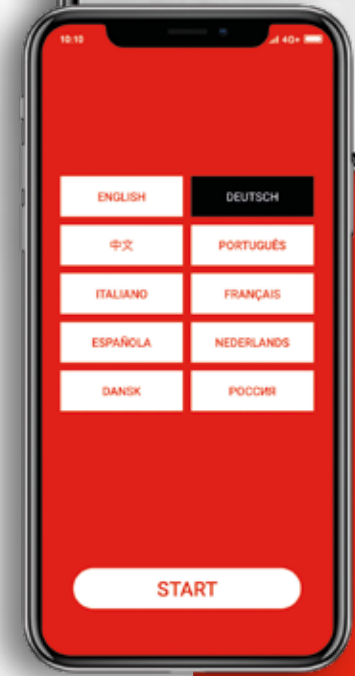 10:10 4G+
ENGLISH DEUTSCH
中文 PORTUGUÊS
ITALIANO FRANÇAIS
ESPAÑOLA NEDERLANDS
DANSK РОССИЯ
START